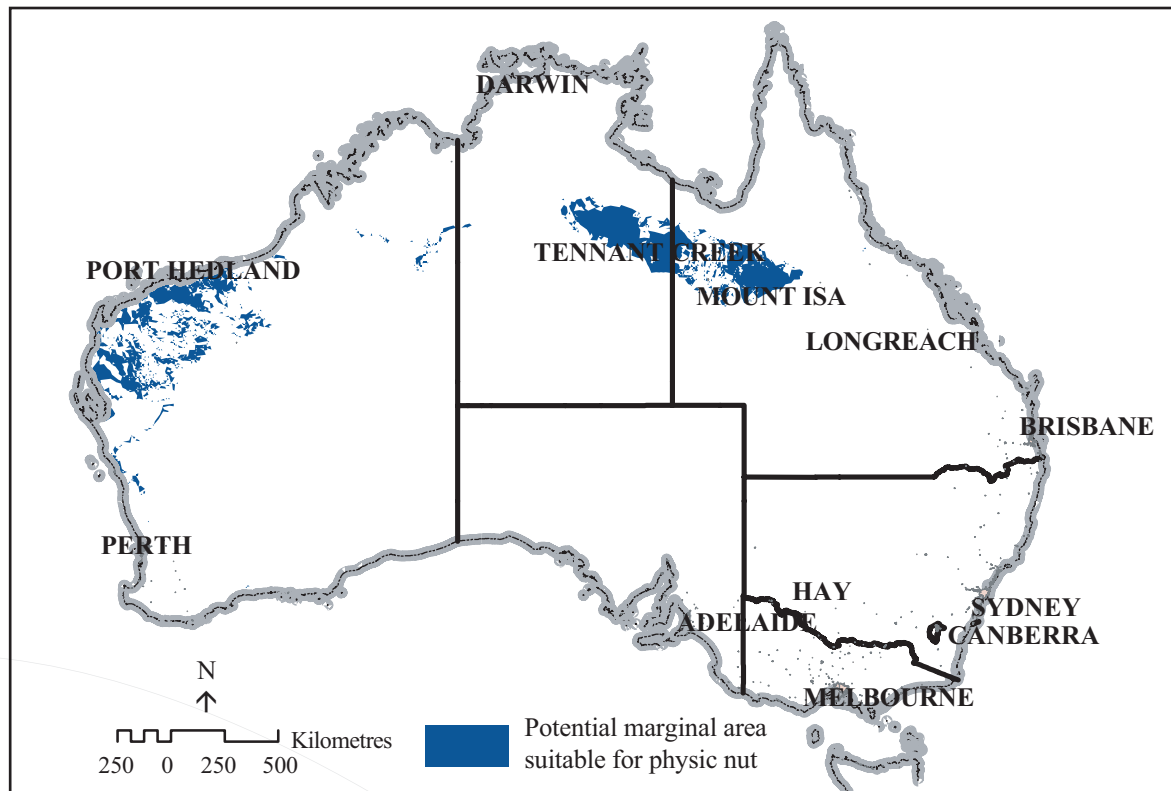 DARWIN
TENNANT CREEK
PORT HEDLAND
MOUNT ISA
LONGREACH
BRISBANE
PERTH
HAY
SYDNEY
ADELAIDE
CANBERRA
MELBOURNE
N
Kilometres
250 0 250 500
Potential marginal area
suitable for physic nut